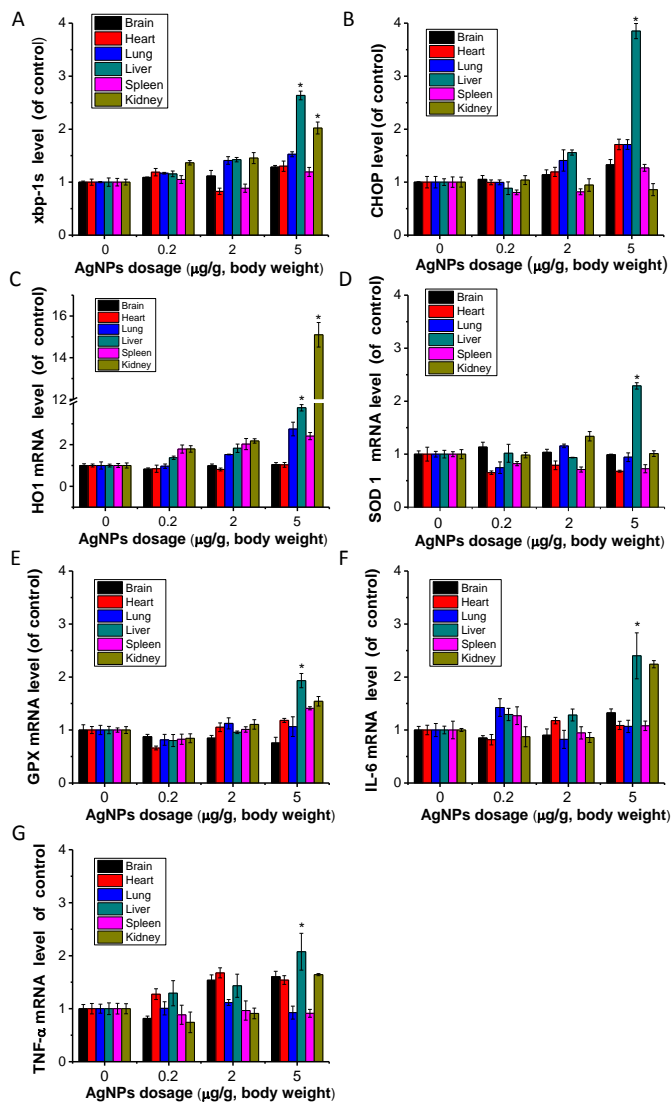 A
Brain
Heart
Lung
Liver
Spleen
Kidney
xbp-1s level (of control)
4
3
2
1
0
* *
0 0.2 2 5
AgNPs dosage (μg/g, body weight)
B
Brain
Heart
Lung
Liver
Spleen
Kidney
CHOP level (of control)
4
3
2
1
0
*
0 0.2 2 5
AgNPs dosage (μg/g, body weight)
C
Brain
Heart
Lung
Liver
Spleen
Kidney
HO1 mRNA level (of control)
16
14
12
2
0
* *
0 0.2 2 5
AgNPs dosage (μg/g, body weight)
D
Brain
Heart
Lung
Liver
Spleen
Kidney
SOD 1 mRNA level (of control)
4
3
2
1
0
*
0 0.2 2 5
AgNPs dosage (μg/g, body weight)
E
Brain
Heart
Lung
Liver
Spleen
Kidney
GPX mRNA level (of control)
4
3
2
1
0
*
0 0.2 2 5
AgNPs dosage (μg/g, body weight)
F
Brain
Heart
Lung
Liver
Spleen
Kidney
IL-6 mRNA level (of control)
4
3
2
1
0
*
0 0.2 2 5
AgNPs dosage (μg/g, body weight)
G
Brain
Heart
Lung
Liver
Spleen
Kidney
TNF-α mRNA level of control
4
3
2
1
0
*
0 0.2 2 5
AgNPs dosage (μg/g, body weight)